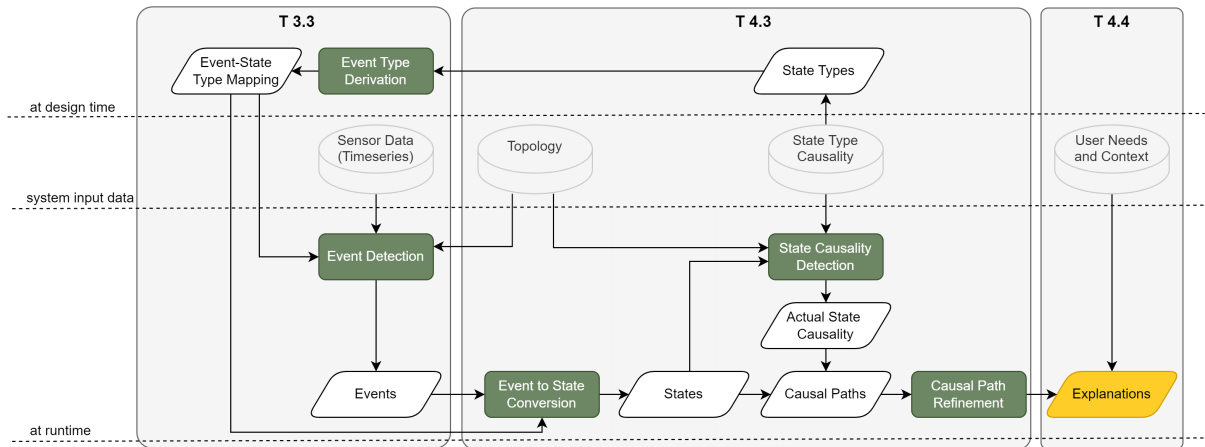 T 3.3
T 4.3
T 4.4
Event-State
Type Mapping
Event Type
Derivation
State Types
at design time
Sensor Data
(Timeseries)
Topology
State Type
Causality
User Needs
and Context
system input data
Event Detection
State Causality
Detection
Actual State
Causality
Events
Event to State
Conversion
States
Causal Paths
Causal Path
Refinement
Explanations
at runtime